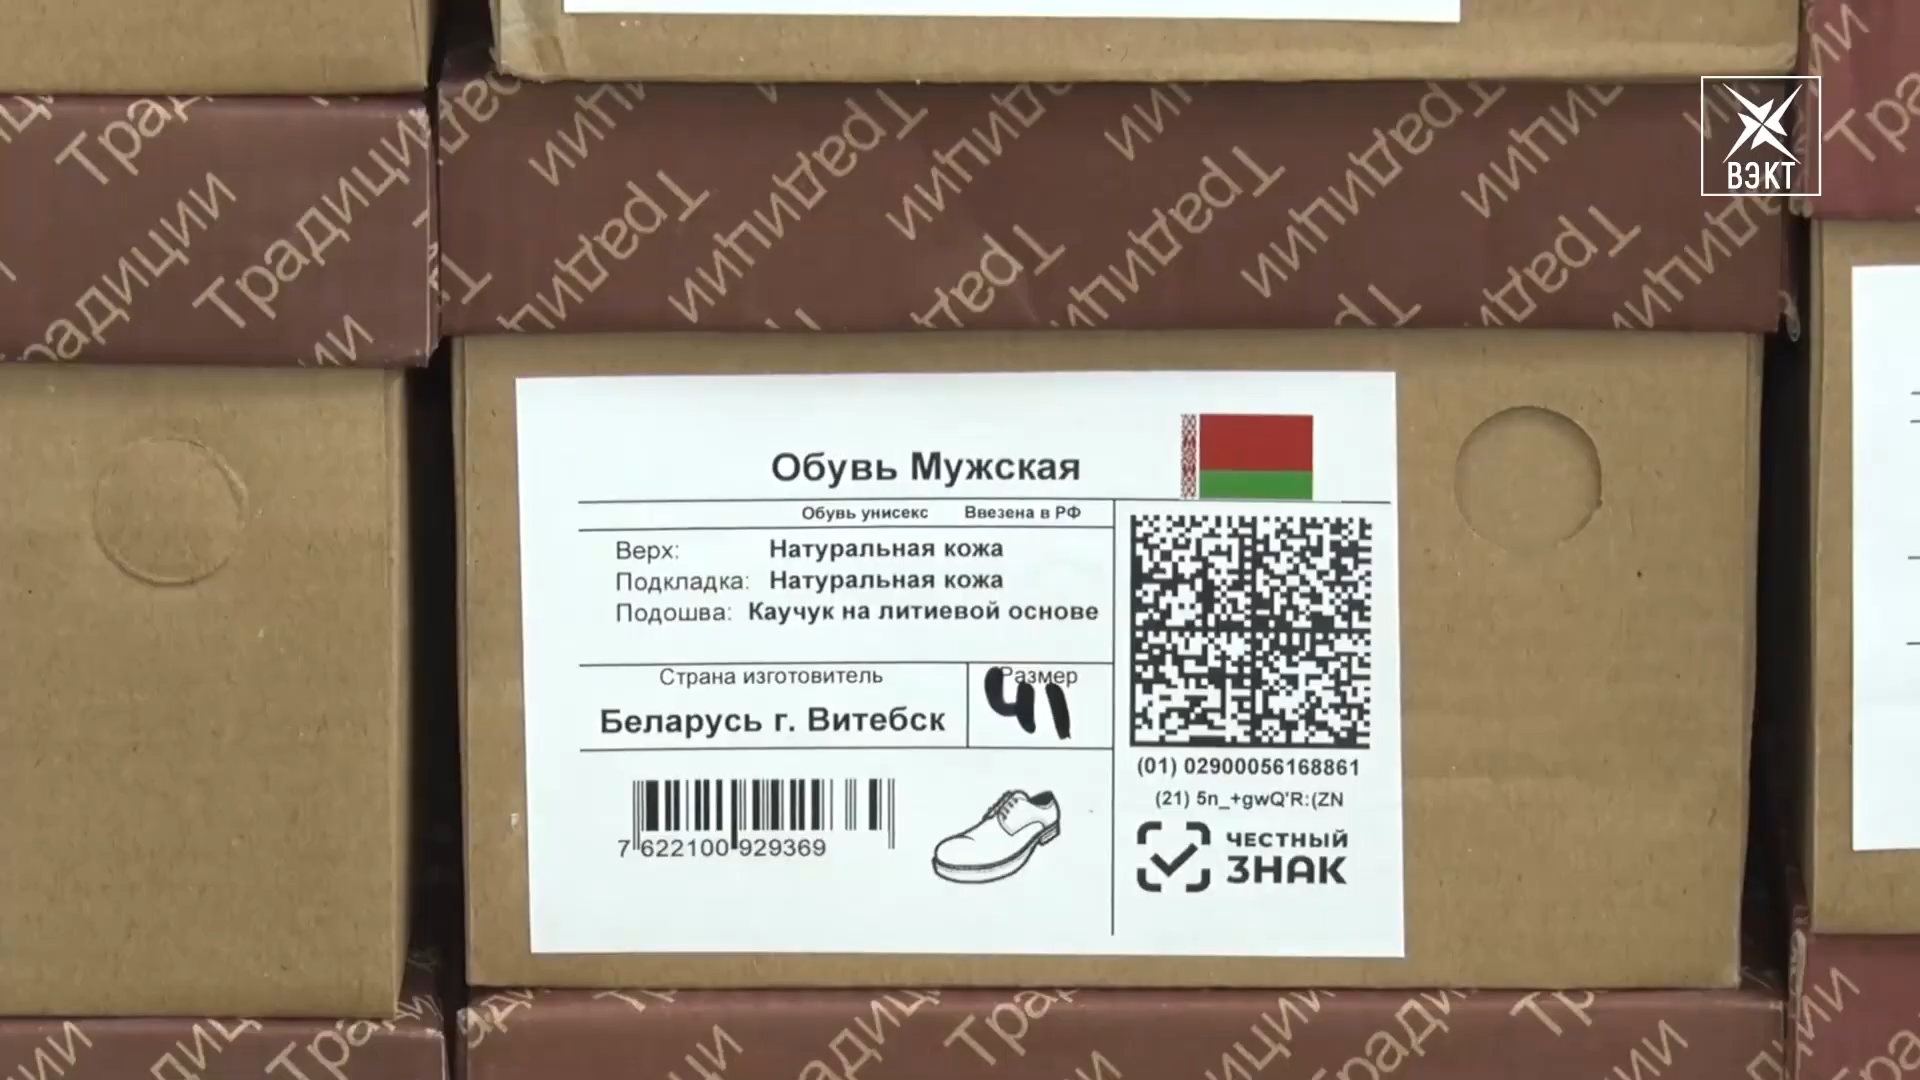 ВЭКТ
Традиции
Традиции
Традиции
Традиции
Традиции
Обувь Мужская
Обувь унисекс Ввезена в РФ
Верх: Натуральная кожа
Подкладка: Натуральная кожа
Подошва: Каучук на литиевой основе
Страна изготовитель Размер
Беларусь г. Витебск 41
(01) 02900056168861
(21) 5n_+gwQ'R:(ZN
7 622100 929369
ЧЕСТНЫЙ
ЗНАК